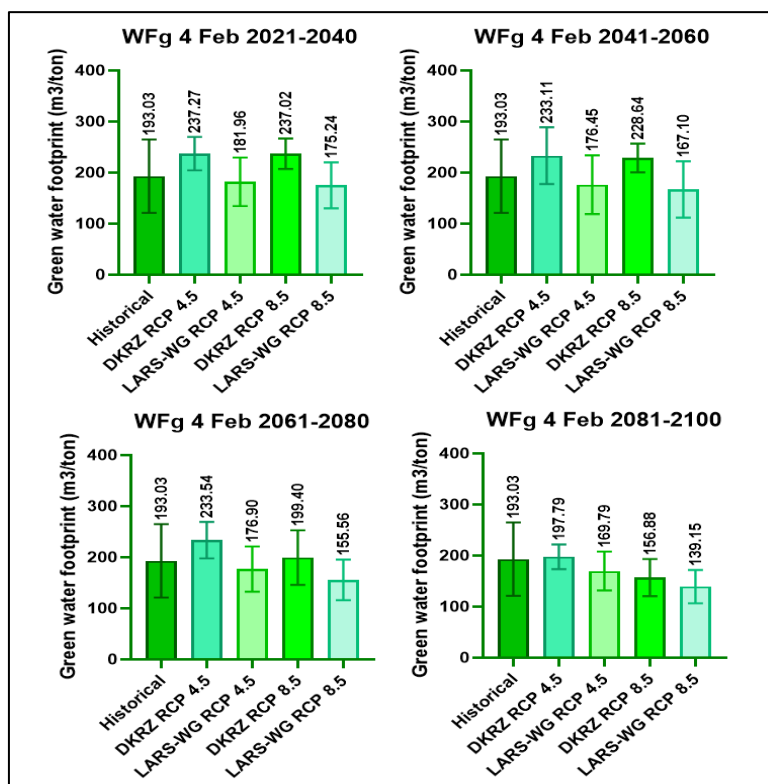 WFg 4 Feb 2021-2040
Green water footprint (m3/ton)
400
300
200
100
0
193.03
237.27
181.96
237.02
175.24
Historical
DKRZ RCP 4.5
LARS-WG RCP 4.5
DKRZ RCP 8.5
LARS-WG RCP 8.5
WFg 4 Feb 2041-2060
Green water footprint (m3/ton)
400
300
200
100
0
193.03
233.11
176.45
228.64
167.10
Historical
DKRZ RCP 4.5
LARS-WG RCP 4.5
DKRZ RCP 8.5
LARS-WG RCP 8.5
WFg 4 Feb 2061-2080
Green water footprint (m3/ton)
400
300
200
100
0
193.03
233.54
176.90
199.40
155.56
Historical
DKRZ RCP 4.5
LARS-WG RCP 4.5
DKRZ RCP 8.5
LARS-WG RCP 8.5
WFg 4 Feb 2081-2100
Green water footprint (m3/ton)
400
300
200
100
0
193.03
197.79
169.79
156.88
139.15
Historical
DKRZ RCP 4.5
LARS-WG RCP 4.5
DKRZ RCP 8.5
LARS-WG RCP 8.5